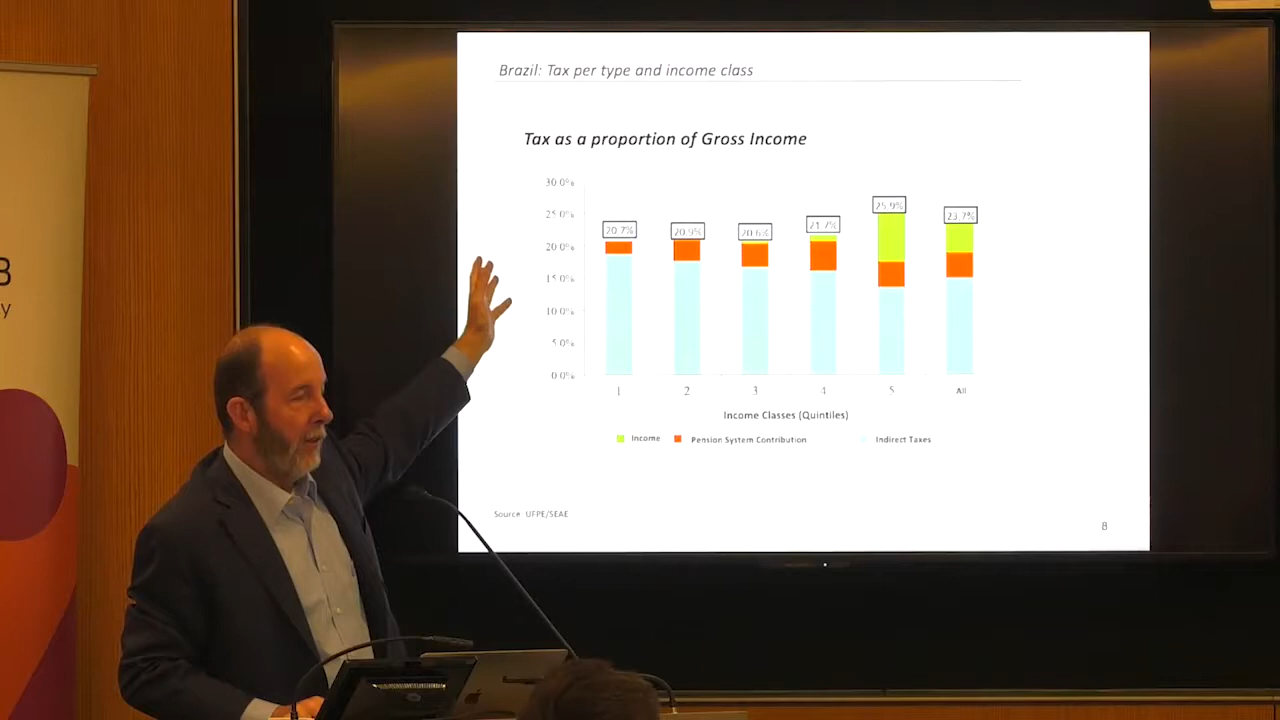 Brazil: Tax per type and income class
Tax as a proportion of Gross Income
30.0%
25.0%
20.0%
15.0%
10.0%
5.0%
0.0%
20.7%
20.9%
20.6%
21.7%
25.9%
23.7%
1 2 3 4 5 All
Income Classes (Quintiles)
Income Pension System Contribution Indirect Taxes
Source UFPE/SEAE
8
B
y